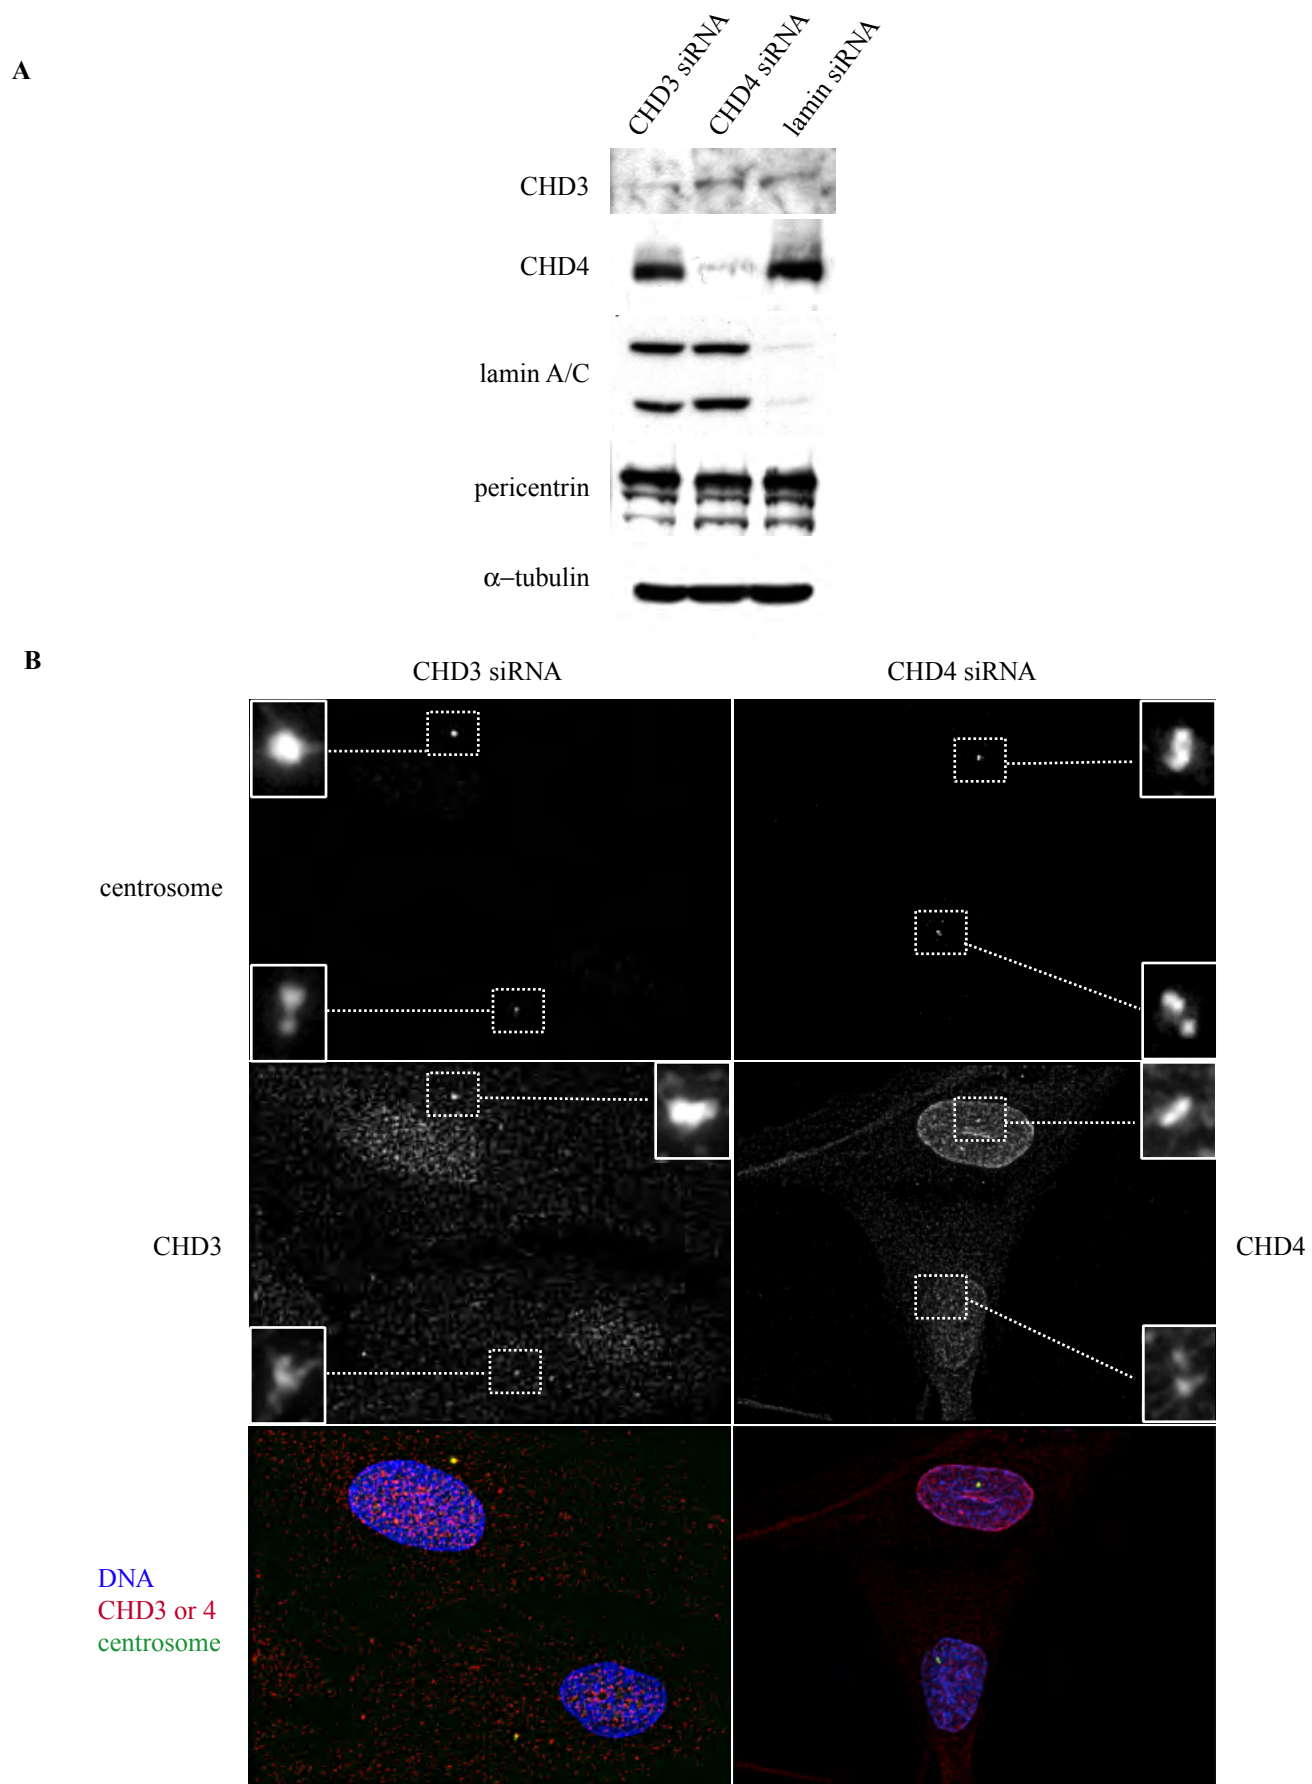 A
CHD3 siRNA
CHD4 siRNA
lamin siRNA
CHD3
CHD4
lamin A/C
pericentrin
α−tubulin
B
CHD3 siRNA
CHD4 siRNA
centrosome
CHD3
CHD4
DNA
CHD3 or 4
centrosome